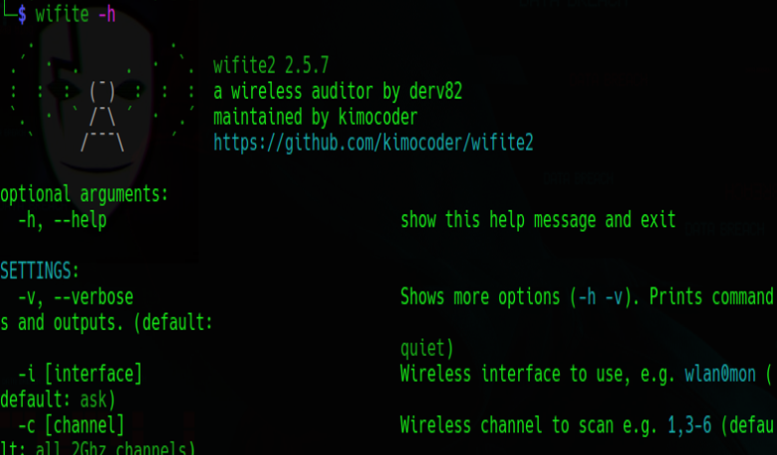 └─$ wifite -h
wifite2 2.5.7
a wireless auditor by derv82
maintained by kimocoder
https://github.com/kimocoder/wifite2
optional arguments:
-h, --help show this help message and exit
SETTINGS:
-v, --verbose Shows more options (-h -v). Prints command
s and outputs. (default:
quiet)
-i [interface] Wireless interface to use, e.g. wlan0mon (
default: ask)
-c [channel] Wireless channel to scan e.g. 1,3-6 (defau
lt: all 2Ghz channels)